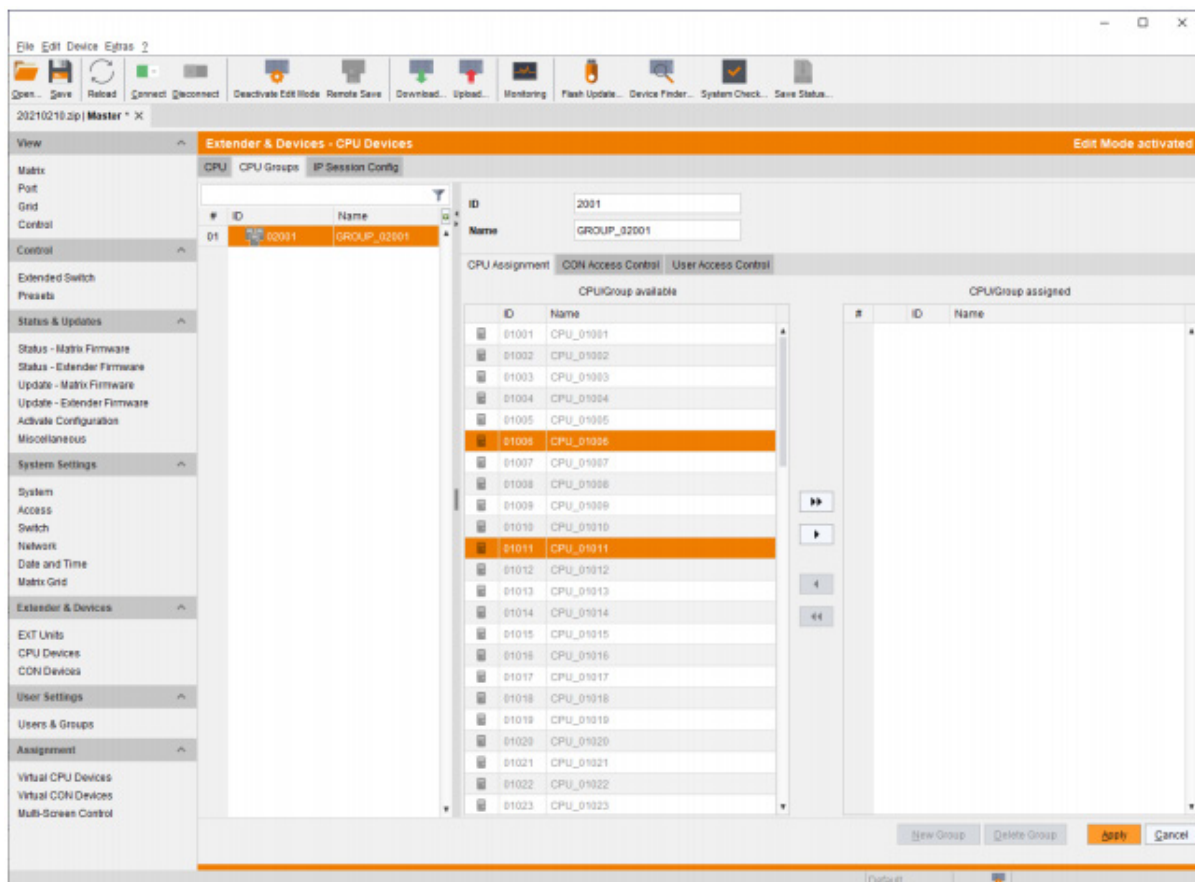 File Edit Device Extras ?
Open... Save Reload Connect Disconnect Deactivate Edit Mode Remote Save Download... Upload... Monitoring Flash Update... Device Finder... System Check... Save Status...
20210210.zip | Master * X
View
Matrix
Port
Grid
Control
Control
Extended Switch
Presets
Status & Updates
Status - Matrix Firmware
Status - Extender Firmware
Update - Matrix Firmware
Update - Extender Firmware
Activate Configuration
Miscellaneous
System Settings
System
Access
Switch
Network
Date and Time
Matrix Grid
Extender & Devices
EXT Units
CPU Devices
CON Devices
User Settings
Users & Groups
Assignment
Virtual CPU Devices
Virtual CON Devices
Multi-Screen Control
Extender & Devices - CPU Devices Edit Mode activated
CPU CPU Groups IP Session Config
# ID Name
01 02001 GROUP_02001
ID 2001
Name GROUP_02001
CPU Assignment CON Access Control User Access Control
CPU/Group available
ID Name
01001 CPU_01001
01002 CPU_01002
01003 CPU_01003
01004 CPU_01004
01005 CPU_01005
01006 CPU_01006
01007 CPU_01007
01008 CPU_01008
01009 CPU_01009
01010 CPU_01010
01011 CPU_01011
01012 CPU_01012
01013 CPU_01013
01014 CPU_01014
01015 CPU_01015
01016 CPU_01016
01017 CPU_01017
01018 CPU_01018
01019 CPU_01019
01020 CPU_01020
01021 CPU_01021
01022 CPU_01022
01023 CPU_01023
CPU/Group assigned
# ID Name
New Group Delete Group Apply Cancel
Default